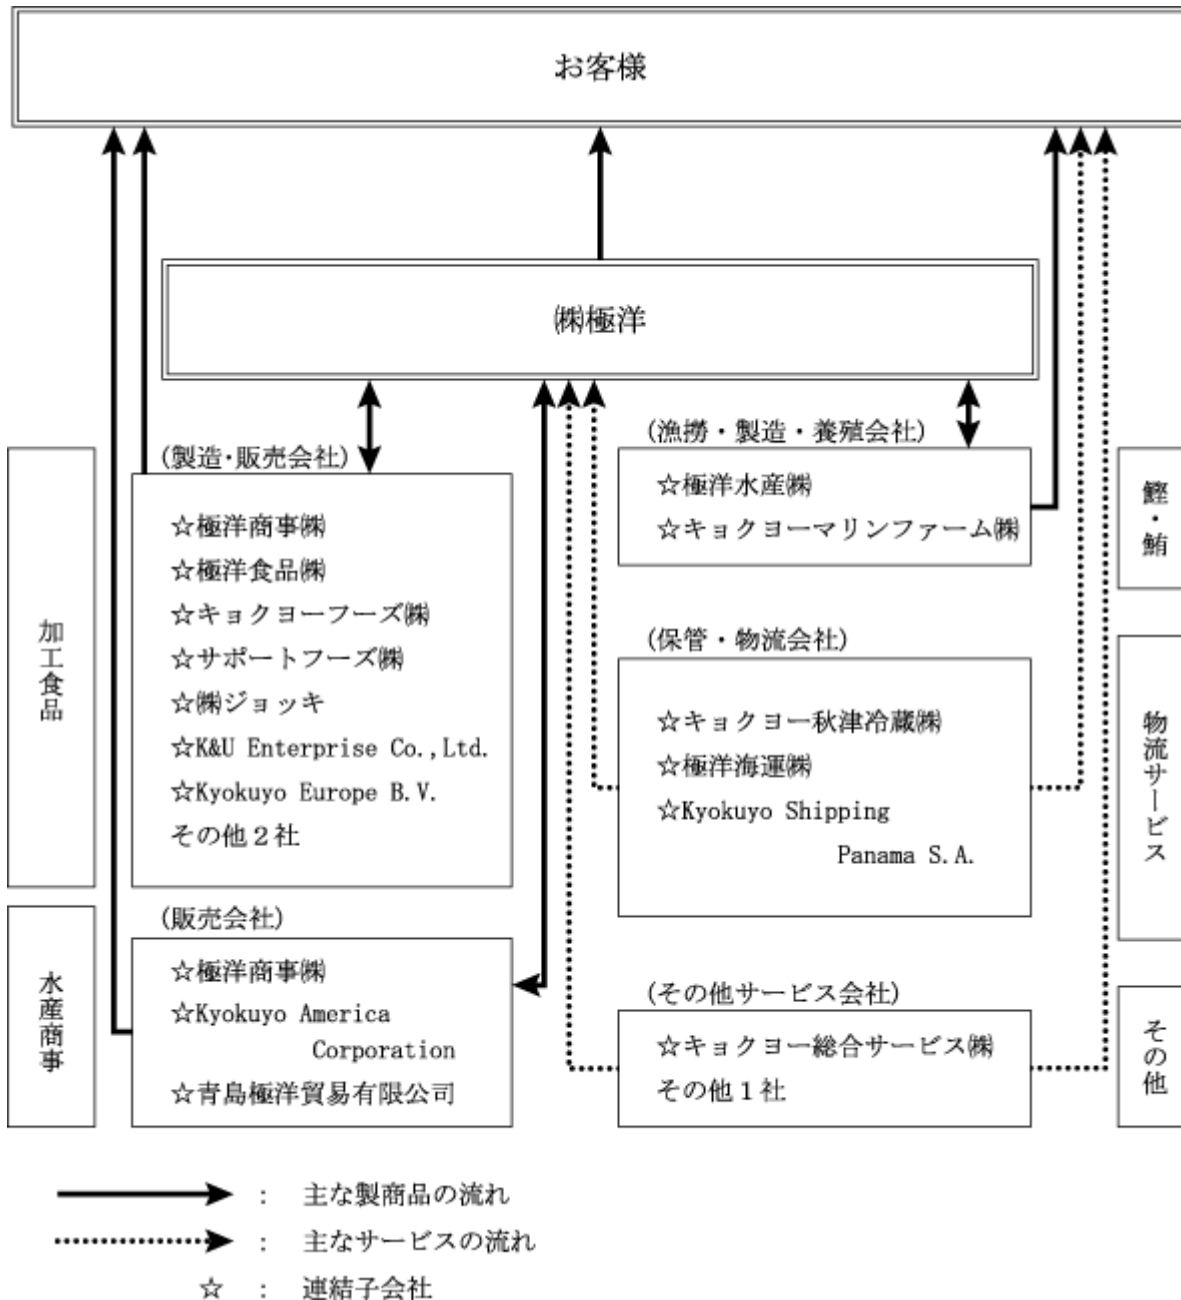 お客様
㈱極洋
(製造・販売会社)
☆極洋商事㈱
☆極洋食品㈱
☆キョクヨーフーズ㈱
☆サポートフーズ㈱
☆㈱ジョッキ
☆K&U Enterprise Co.,Ltd.
☆Kyokuyo Europe B.V.
その他２社
加工食品
(販売会社)
☆極洋商事㈱
☆Kyokuyo America
Corporation
☆青島極洋貿易有限公司
水産商事
(漁撈・製造・養殖会社)
☆極洋水産㈱
☆キョクヨーマリンファーム㈱
鰹・鮪
(保管・物流会社)
☆キョクヨー秋津冷蔵㈱
☆極洋海運㈱
☆Kyokuyo Shipping
Panama S.A.
物流サービス
(その他サービス会社)
☆キョクヨー総合サービス㈱
その他１社
その他
： 主な製商品の流れ
： 主なサービスの流れ
☆ ： 連結子会社